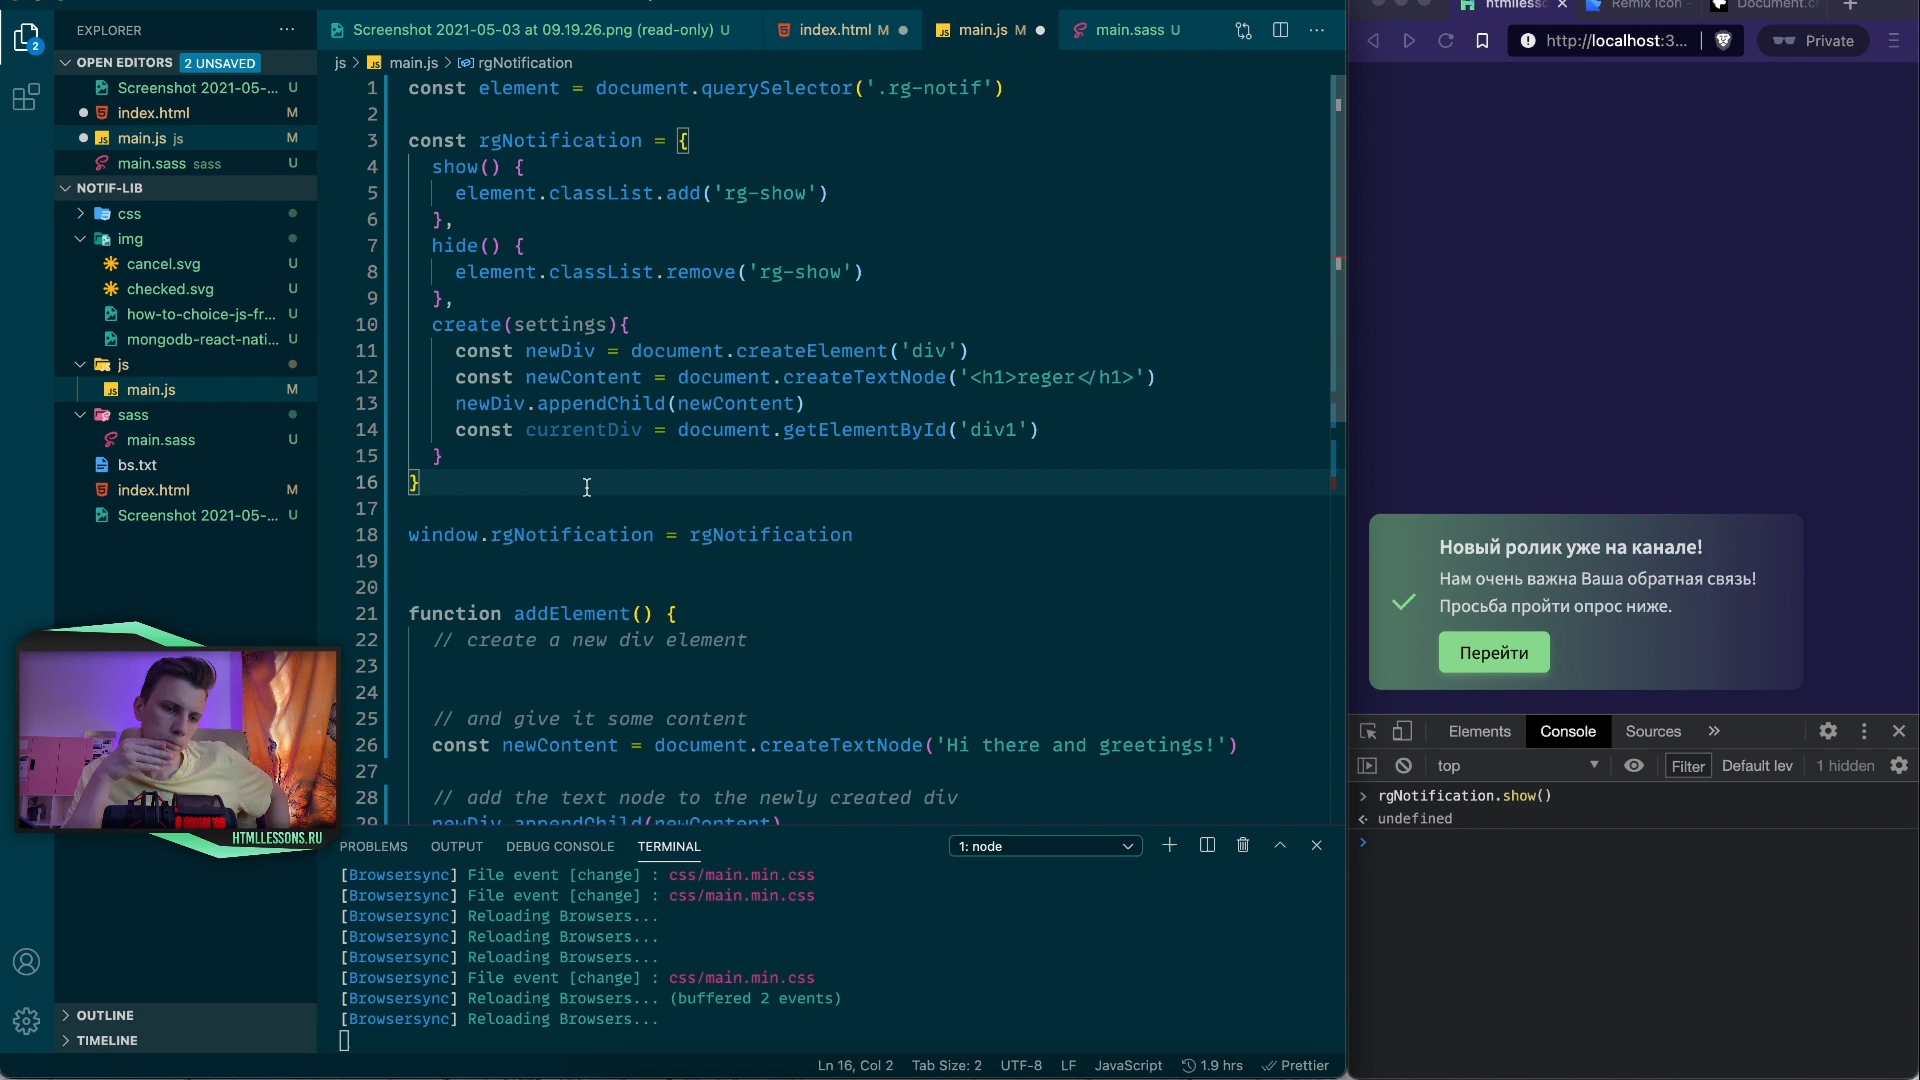 EXPLORER
OPEN EDITORS 2 UNSAVED
Screenshot 2021-05-... U
index.html M
main.js js M
main.sass sass U
NOTIF-LIB
css
img
cancel.svg U
checked.svg U
how-to-choice-js-fr... U
mongodb-react-nati... U
js
main.js M
sass
main.sass U
bs.txt
index.html M
Screenshot 2021-05-... U
HTMLLESSONS.RU
OUTLINE
TIMELINE
Screenshot 2021-05-03 at 09.19.26.png (read-only) U
index.html M
main.js M
main.sass U
js > main.js > rgNotification
1 const element = document.querySelector('.rg-notif')
2
3 const rgNotification = {
4 show() {
5 element.classList.add('rg-show')
6 },
7 hide() {
8 element.classList.remove('rg-show')
9 },
10 create(settings){
11 const newDiv = document.createElement('div')
12 const newContent = document.createTextNode('<h1>reger</h1>')
13 newDiv.appendChild(newContent)
14 const currentDiv = document.getElementById('div1')
15 }
16 }
17
18 window.rgNotification = rgNotification
19
20
21 function addElement() {
22 // create a new div element
23
24
25 // and give it some content
26 const newContent = document.createTextNode('Hi there and greetings!')
27
28 // add the text node to the newly created div
29 newDiv.appendChild(newContent)
PROBLEMS OUTPUT DEBUG CONSOLE TERMINAL
1: node
[Browsersync] File event [change] : css/main.min.css
[Browsersync] File event [change] : css/main.min.css
[Browsersync] Reloading Browsers...
[Browsersync] Reloading Browsers...
[Browsersync] Reloading Browsers...
[Browsersync] File event [change] : css/main.min.css
[Browsersync] Reloading Browsers... (buffered 2 events)
[Browsersync] Reloading Browsers...
Ln 16, Col 2 Tab Size: 2 UTF-8 LF JavaScript 1.9 hrs Prettier
htmlless
Remix Icon
Document.cr
http://localhost:3...
Private
Новый ролик уже на канале!
Нам очень важна Ваша обратная связь!
Просьба пройти опрос ниже.
Перейти
Elements Console Sources »
top Filter Default lev 1 hidden
> rgNotification.show()
< undefined
>